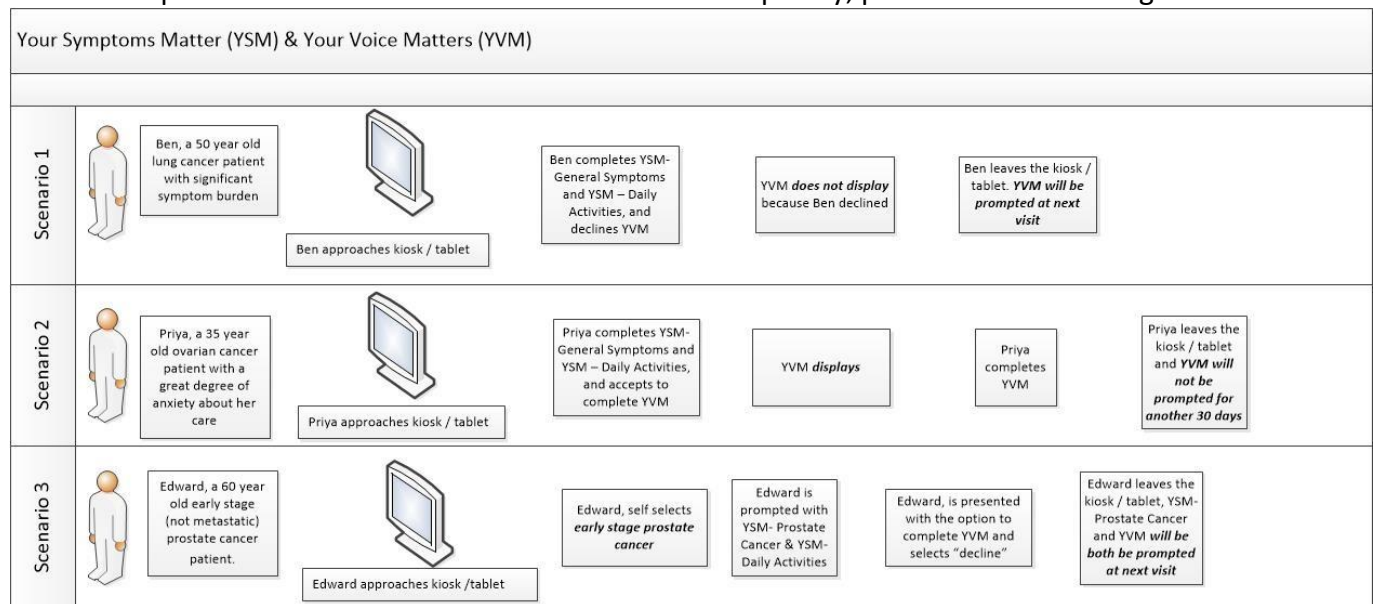 Your Symptoms Matter (YSM) & Your Voice Matters (YVM)
Scenario 1
Ben, a 50 year old
lung cancer patient
with significant
symptom burden
Ben approaches kiosk / tablet
Ben completes YSM-
General Symptoms
and YSM – Daily
Activities, and
declines YVM
YVM does not display
because Ben declined
Ben leaves the kiosk /
tablet. YVM will be
prompted at next
visit
Scenario 2
Priya, a 35 year
old ovarian cancer
patient with a
great degree of
anxiety about her
care
Priya approaches kiosk / tablet
Priya completes YSM-
General Symptoms and
YSM – Daily Activities,
and accepts to
complete YVM
YVM displays
Priya
completes
YVM
Priya leaves the
kiosk / tablet
and YVM will
not be
prompted for
another 30 days
Scenario 3
Edward, a 60 year
old early stage
(not metastatic)
prostate cancer
patient.
Edward approaches kiosk /tablet
Edward, self selects
early stage prostate
cancer
Edward is
prompted with
YSM- Prostate
Cancer & YSM-
Daily Activities
Edward, is presented
with the option to
complete YVM and
selects “decline”
Edward leaves the
kiosk / tablet, YSM-
Prostate Cancer
and YVM will be
both be prompted
at next visit